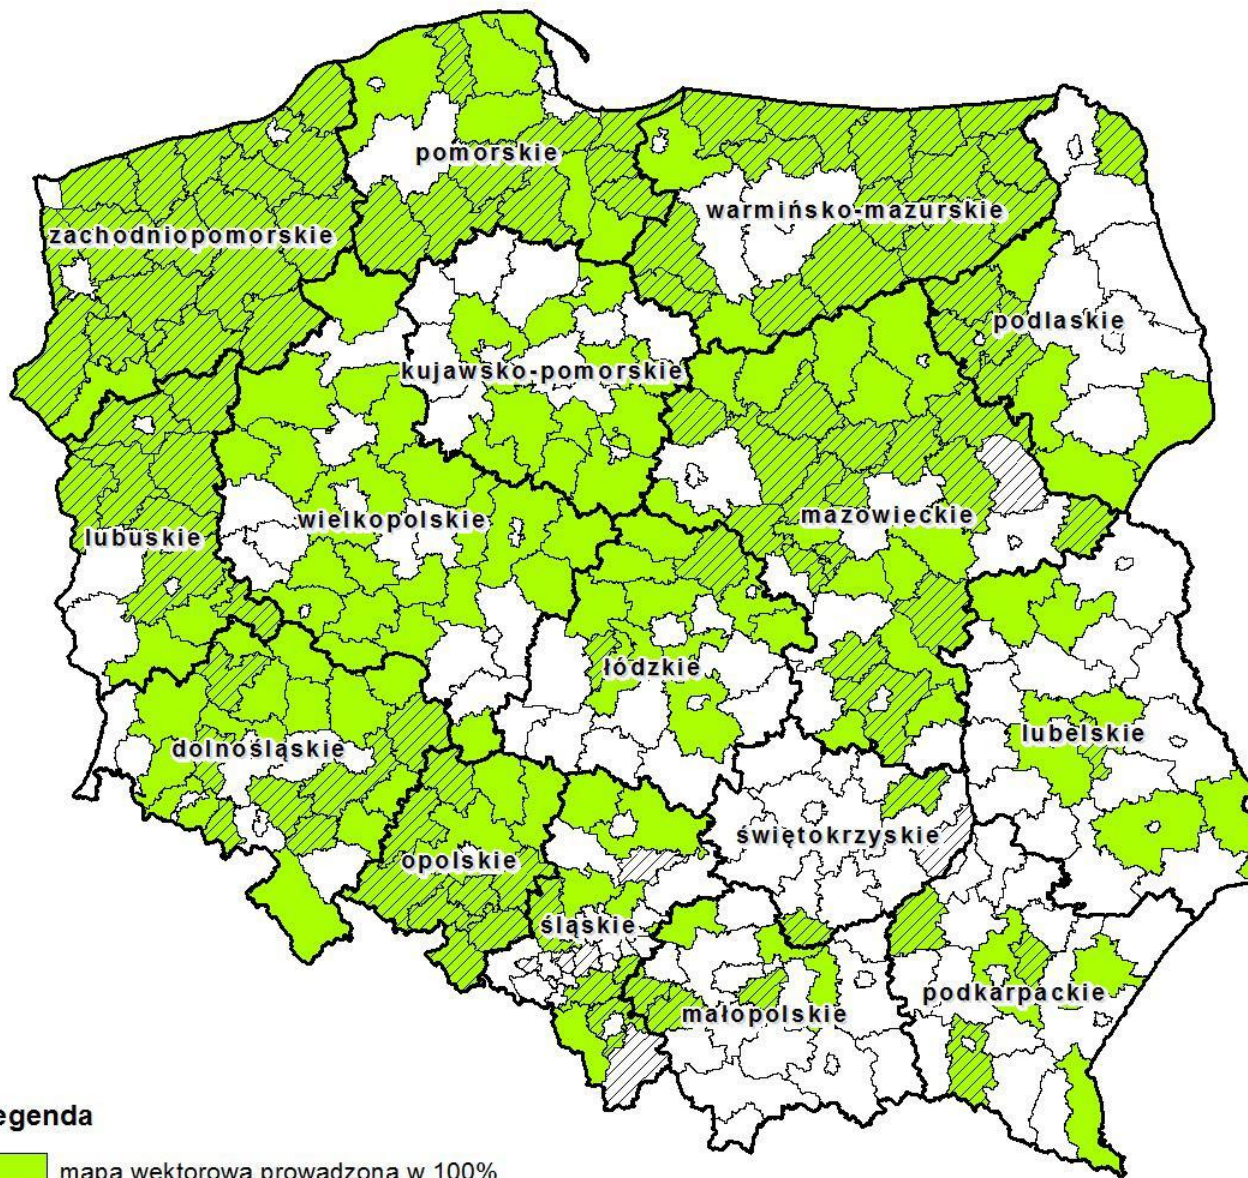 pomorskie
warmińsko-mazurskie
zachodniopomorskie
podlaskie
kujawsko-pomorskie
wielkopolskie
mazowieckie
lubuskie
łódzkie
lubelskie
dolnośląskie
świętokrzyskie
opolskie
śląskie
podkarpackie
małopolskie
egenda
mapa wektorowa prowadzona w 100%